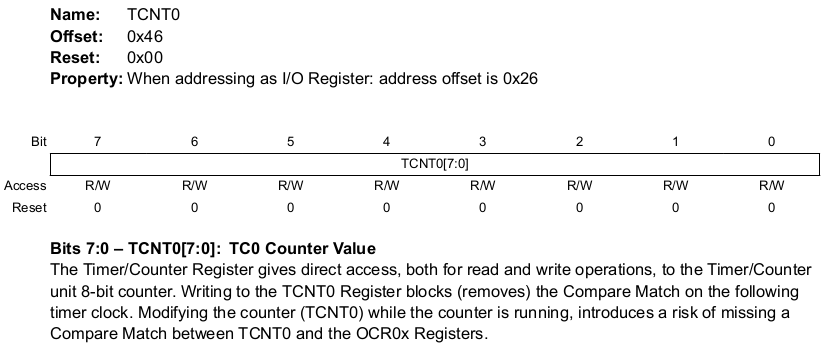 Name: TCNT0
Offset: 0x46
Reset: 0x00
Property: When addressing as I/O Register: address offset is 0x26
Bit 7 6 5 4 3 2 1 0
TCNT0[7:0]
Access R/W R/W R/W R/W R/W R/W R/W R/W
Reset 0 0 0 0 0 0 0 0
Bits 7:0 – TCNT0[7:0]: TC0 Counter Value
The Timer/Counter Register gives direct access, both for read and write operations, to the Timer/Counter
unit 8-bit counter. Writing to the TCNT0 Register blocks (removes) the Compare Match on the following
timer clock. Modifying the counter (TCNT0) while the counter is running, introduces a risk of missing a
Compare Match between TCNT0 and the OCR0x Registers.